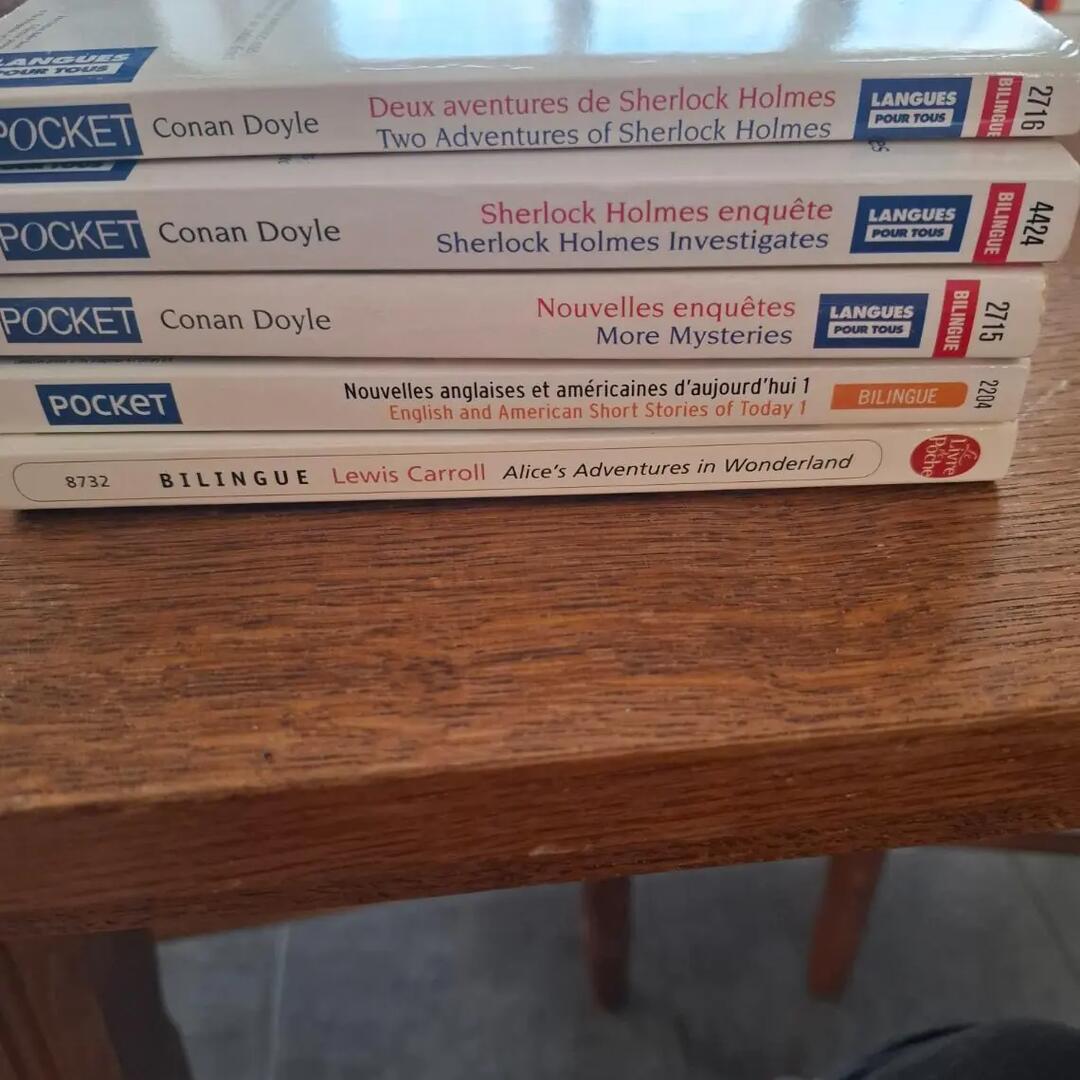 LANGUES
POUR TOUS
POCKET
Conan Doyle
Deux aventures de Sherlock Holmes
Two Adventures of Sherlock Holmes
LANGUES
POUR TOUS
BILINGUE
2716
POCKET
Conan Doyle
Sherlock Holmes enquête
Sherlock Holmes Investigates
LANGUES
POUR TOUS
BILINGUE
4424
POCKET
Conan Doyle
Nouvelles enquêtes
More Mysteries
LANGUES
POUR TOUS
BILINGUE
2715
POCKET
Nouvelles anglaises et américaines d'aujourd'hui 1
English and American Short Stories of Today 1
BILINGUE
2204
8732
BILINGUE
Lewis Carroll
Alice's Adventures in Wonderland
Le
Livre
de
Poche